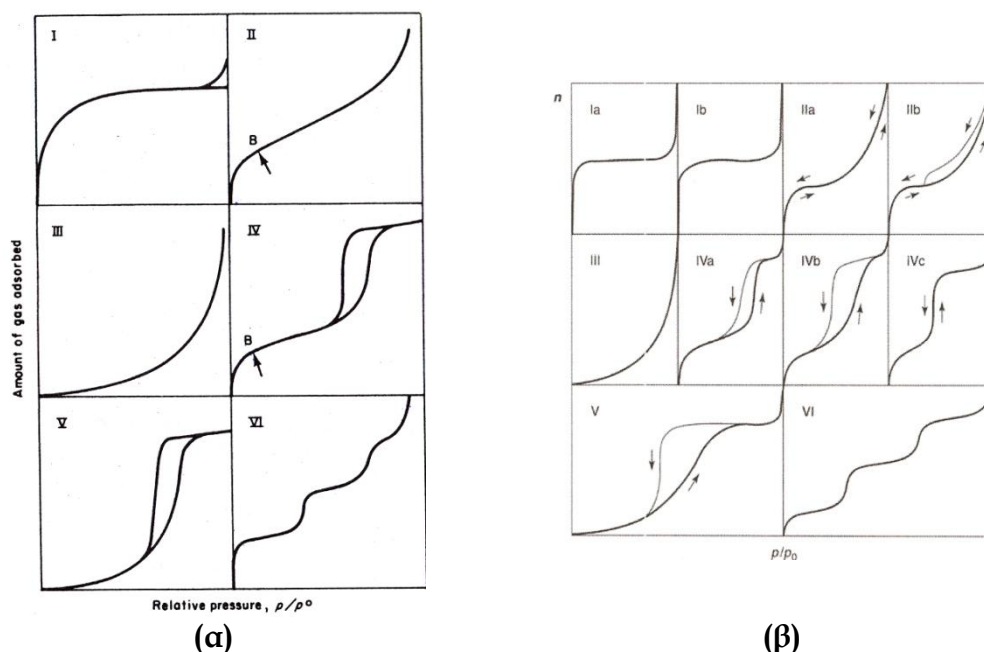 I
II
B
III
IV
B
V
VI
Amount of gas adsorbed
Relative pressure, p/p°
(α)
n
Ia
Ib
IIa
IIb
III
IVa
IVb
IVc
V
VI
p/p₀
(β)